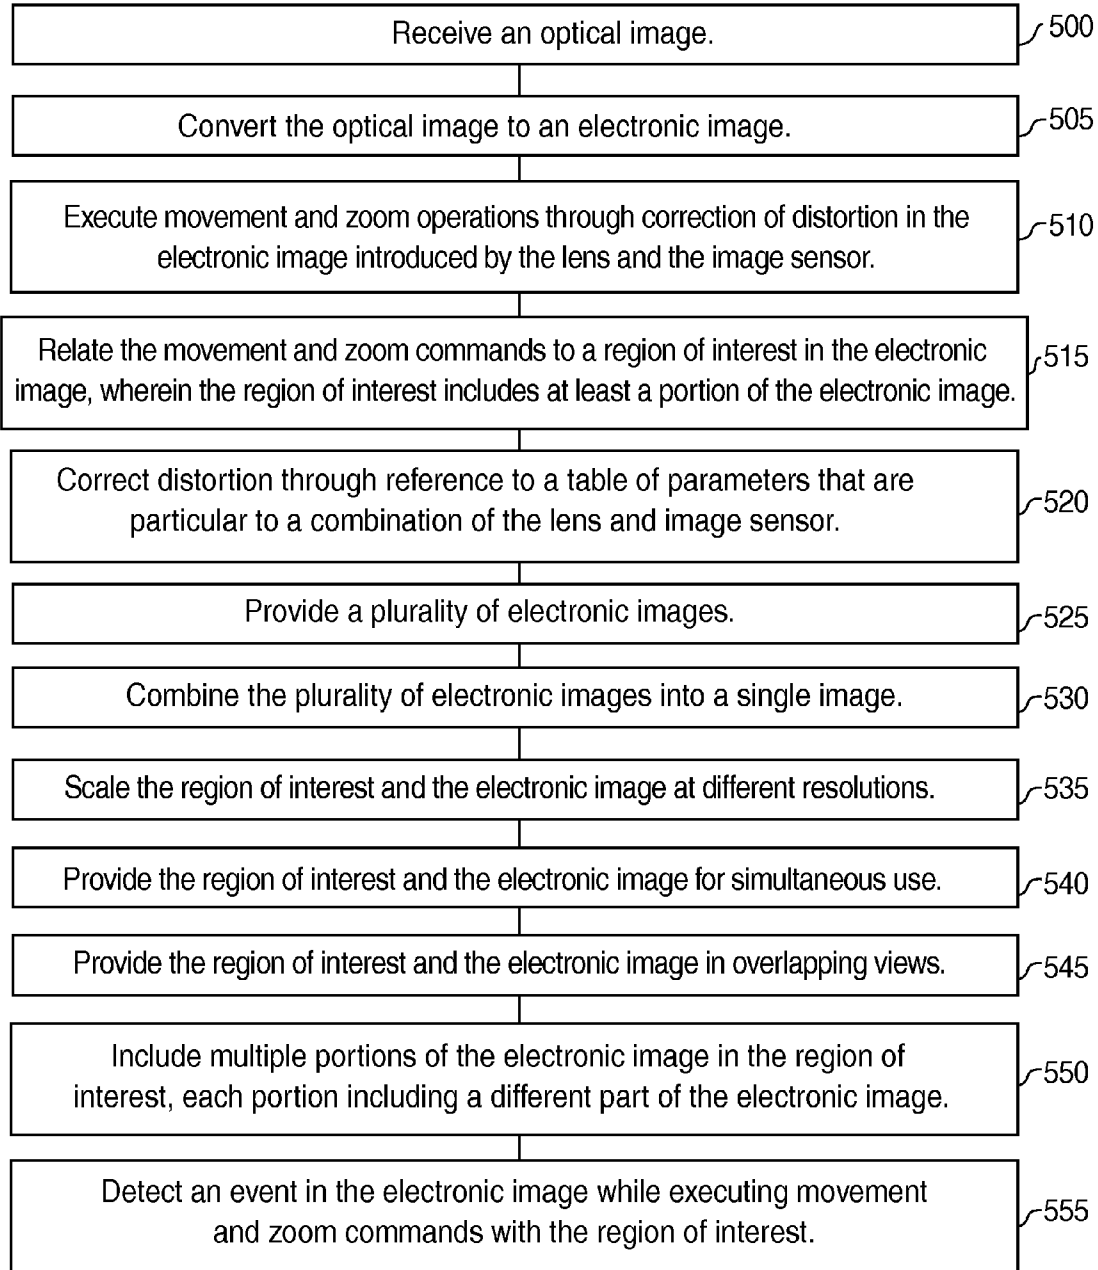 Receive an optical image.
500
Convert the optical image to an electronic image.
505
Execute movement and zoom operations through correction of distortion in the
electronic image introduced by the lens and the image sensor.
510
Relate the movement and zoom commands to a region of interest in the electronic
image, wherein the region of interest includes at least a portion of the electronic image.
515
Correct distortion through reference to a table of parameters that are
particular to a combination of the lens and image sensor.
520
Provide a plurality of electronic images.
525
Combine the plurality of electronic images into a single image.
530
Scale the region of interest and the electronic image at different resolutions.
535
Provide the region of interest and the electronic image for simultaneous use.
540
Provide the region of interest and the electronic image in overlapping views.
545
Include multiple portions of the electronic image in the region of
interest, each portion including a different part of the electronic image.
550
Detect an event in the electronic image while executing movement
and zoom commands with the region of interest.
555